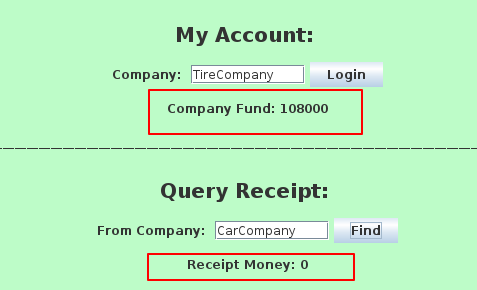 My Account:
Company: TireCompany Login
Company Fund: 108000
Query Receipt:
From Company: CarCompany Find
Receipt Money: 0